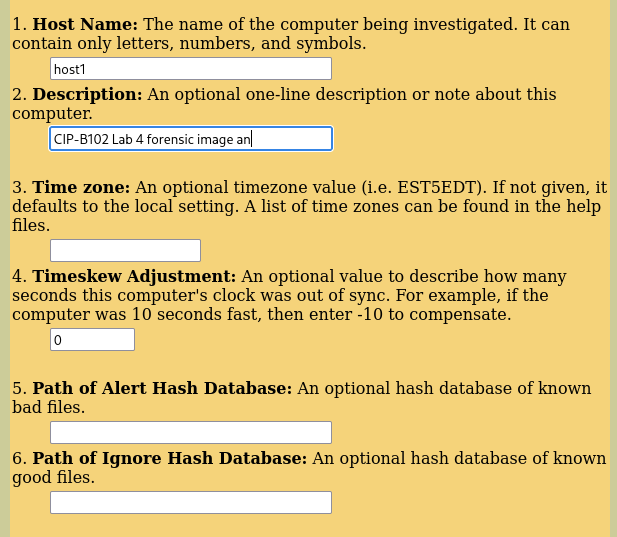 1. Host Name: The name of the computer being investigated. It can
contain only letters, numbers, and symbols.
host1
2. Description: An optional one-line description or note about this
computer.
CIP-B102 Lab 4 forensic image an
3. Time zone: An optional timezone value (i.e. EST5EDT). If not given, it
defaults to the local setting. A list of time zones can be found in the help
files.
4. Timeskew Adjustment: An optional value to describe how many
seconds this computer's clock was out of sync. For example, if the
computer was 10 seconds fast, then enter -10 to compensate.
0
5. Path of Alert Hash Database: An optional hash database of known
bad files.
6. Path of Ignore Hash Database: An optional hash database of known
good files.